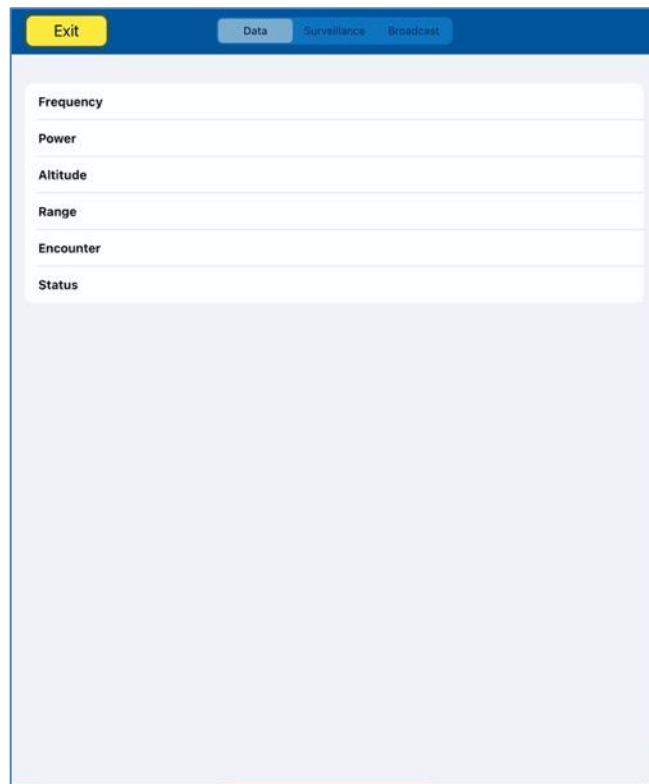 Exit
Data Surveillance Broadcast
Frequency
Power
Altitude
Range
Encounter
Status